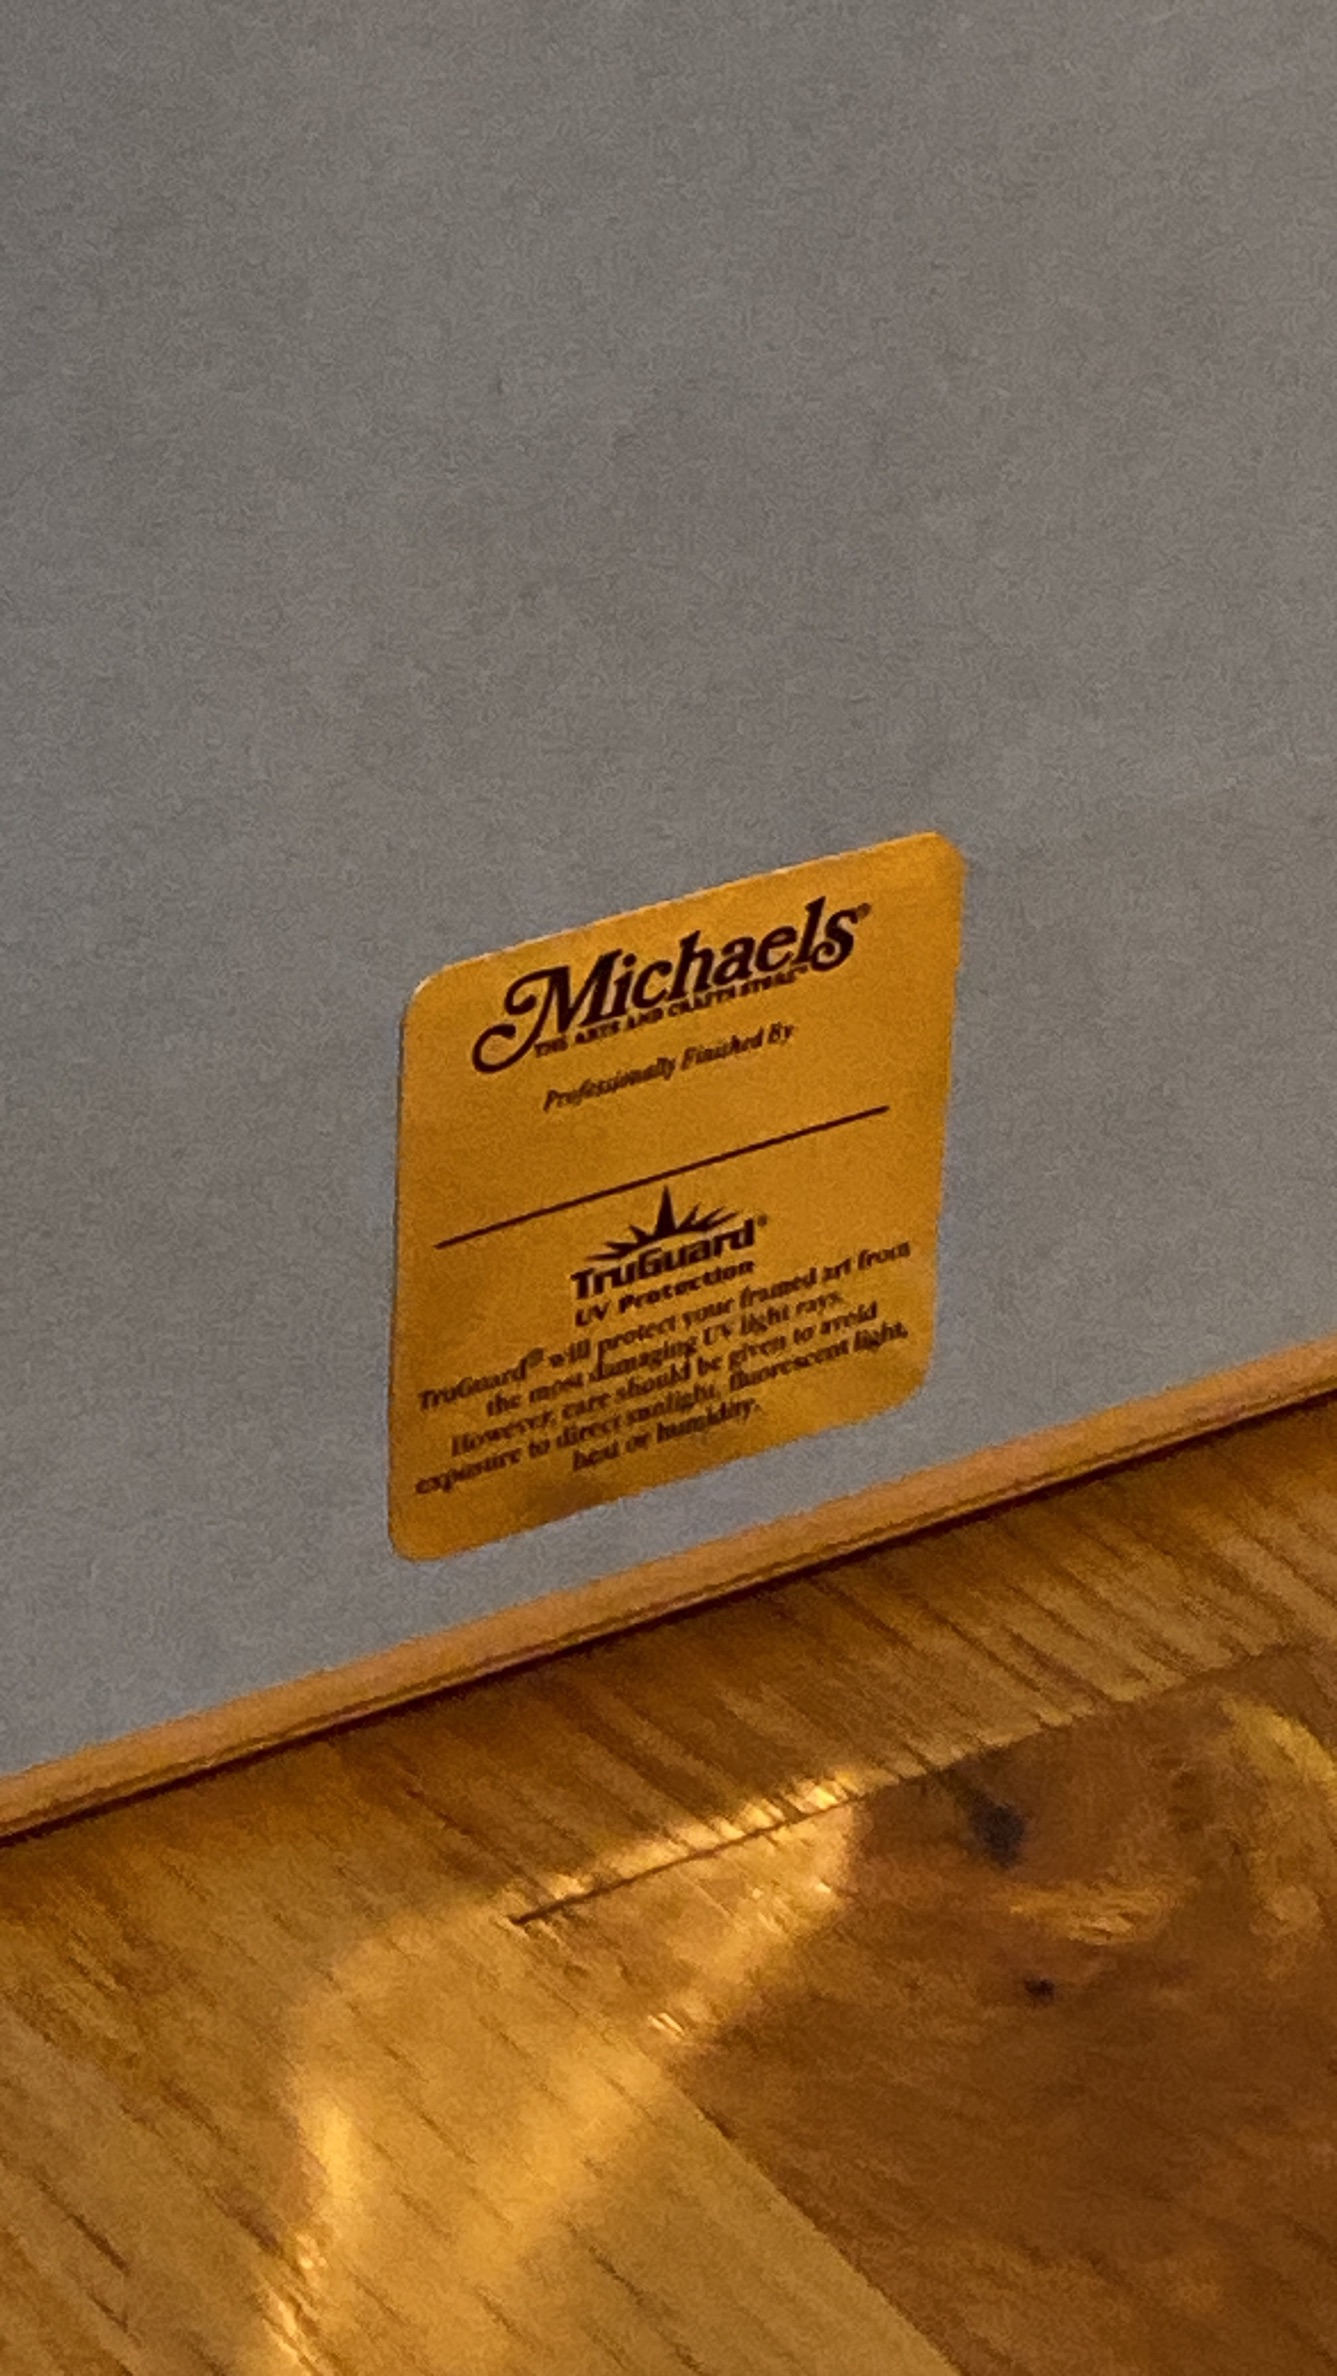 Michaels®
THE ARTS AND CRAFTS STORE™
Professionally Finished By
TruGuard®
UV Protection
TruGuard® will protect your framed art from
the most damaging UV light rays.
However, care should be given to avoid
exposure to direct sunlight, fluorescent light,
heat or humidity.